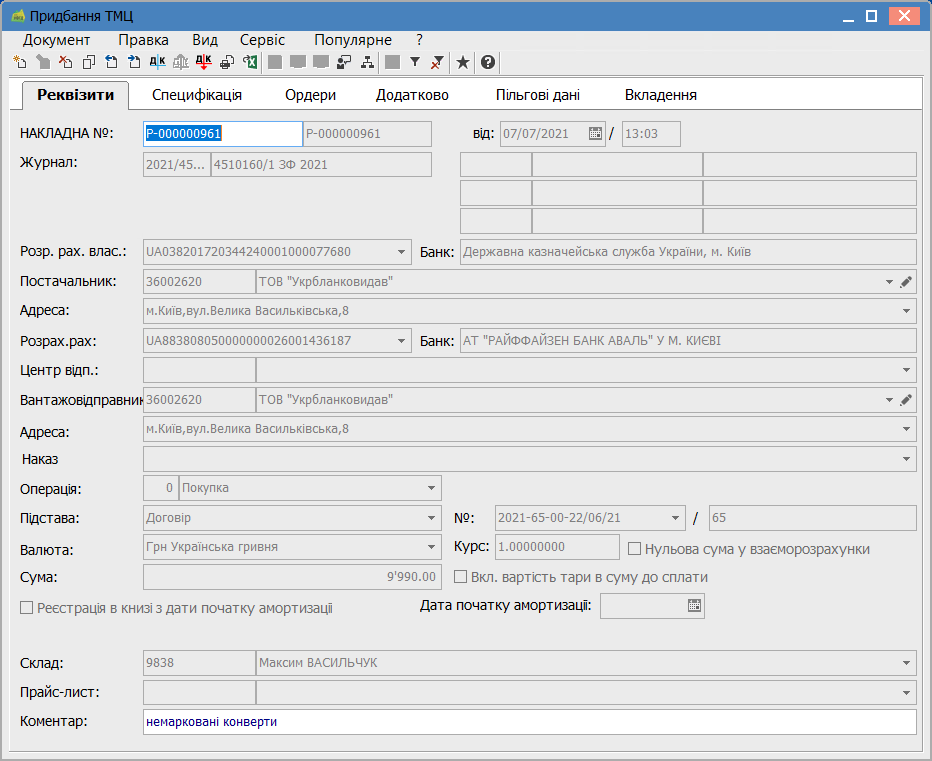 Придбання ТМЦ
Документ Правка Вид Сервіс Популярне ?
Реквізити Специфікація Ордери Додатково Пільгові дані Вкладення
НАКЛАДНА №: P-000000961 P-000000961 від: 07/07/2021 / 13:03
Журнал: 2021/45... 4510160/1 ЗФ 2021
Розр. рах. влас.: UA038201720344240001000077680 Банк: Державна казначейська служба України, м. Київ
Постачальник: 36002620 ТОВ "Укрбланковидав"
Адреса: м.Київ,вул.Велика Васильківська,8
Розрах.рах: UA883808050000000026001436187 Банк: АТ "РАЙФФАЙЗЕН БАНК АВАЛЬ" У М. КИЄВІ
Центр відп.:
Вантажовідправник 36002620 ТОВ "Укрбланковидав"
Адреса: м.Київ,вул.Велика Васильківська,8
Наказ
Операція: 0 Покупка
Підстава: Договір №: 2021-65-00-22/06/21 / 65
Валюта: Грн Українська гривня Курс: 1.00000000 Нульова сума у взаєморозрахунки
Сума: 9'990.00 Вкл. вартість тари в суму до сплати
Реєстрація в книзі з дати початку амортизації Дата початку амортизації:
Склад: 9838 Максим ВАСИЛЬЧУК
Прайс-лист:
Коментар: немарковані конверти